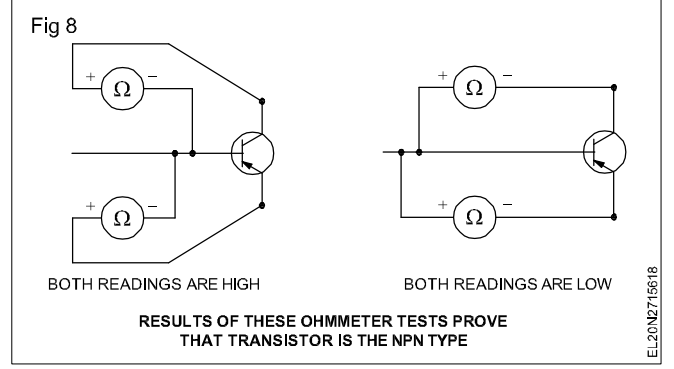 Fig 8
+ Ω −
+ Ω −
+ Ω −
+ Ω −
BOTH READINGS ARE HIGH
BOTH READINGS ARE LOW
RESULTS OF THESE OHMMETER TESTS PROVE
THAT TRANSISTOR IS THE NPN TYPE
EL20N2715618